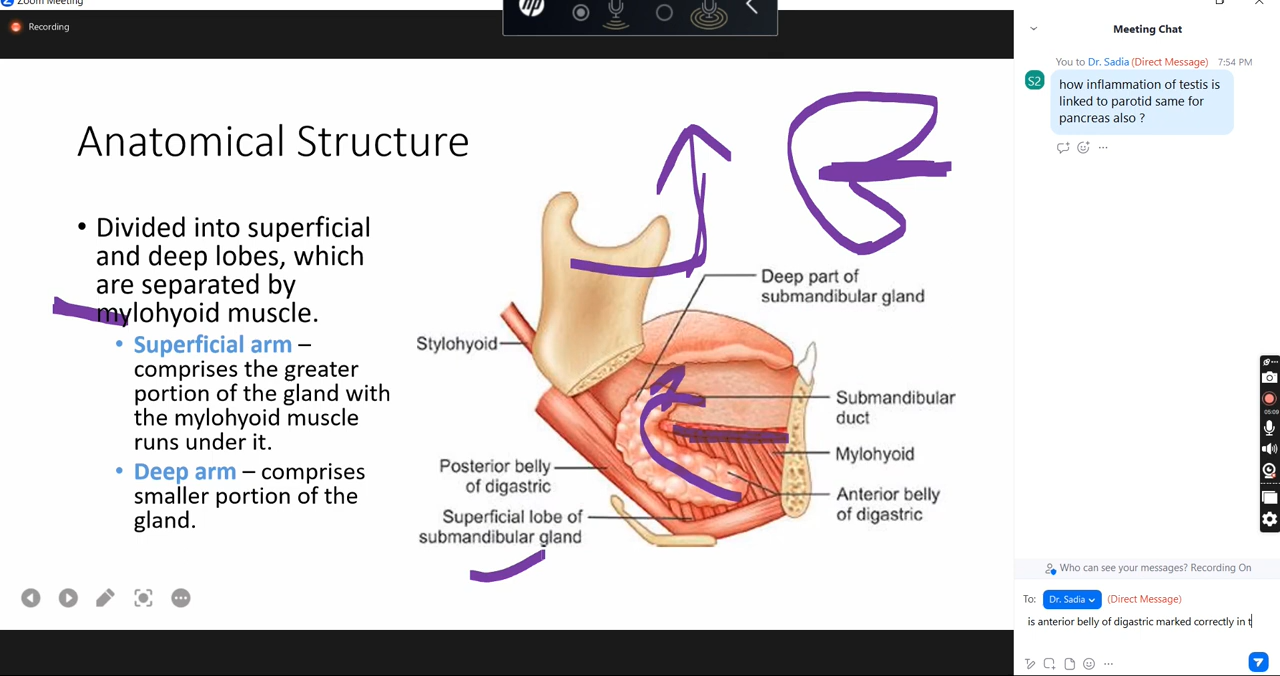 Zoom Meeting
hp
Recording
Meeting Chat
You to Dr. Sadia (Direct Message) 7:54 PM
S2
how inflammation of testis is
linked to parotid same for
pancreas also ?
Anatomical Structure
• Divided into superficial
and deep lobes, which
are separated by
mylohyoid muscle.
• Superficial arm –
comprises the greater
portion of the gland with
the mylohyoid muscle
runs under it.
• Deep arm – comprises
smaller portion of the
gland.
Deep part of
submandibular gland
Stylohyoid
Submandibular
duct
Mylohyoid
Posterior belly
of digastric
Anterior belly
of digastric
Superficial lobe of
submandibular gland
05:09
Who can see your messages? Recording On
To: Dr. Sadia (Direct Message)
is anterior belly of digastric marked correctly in t